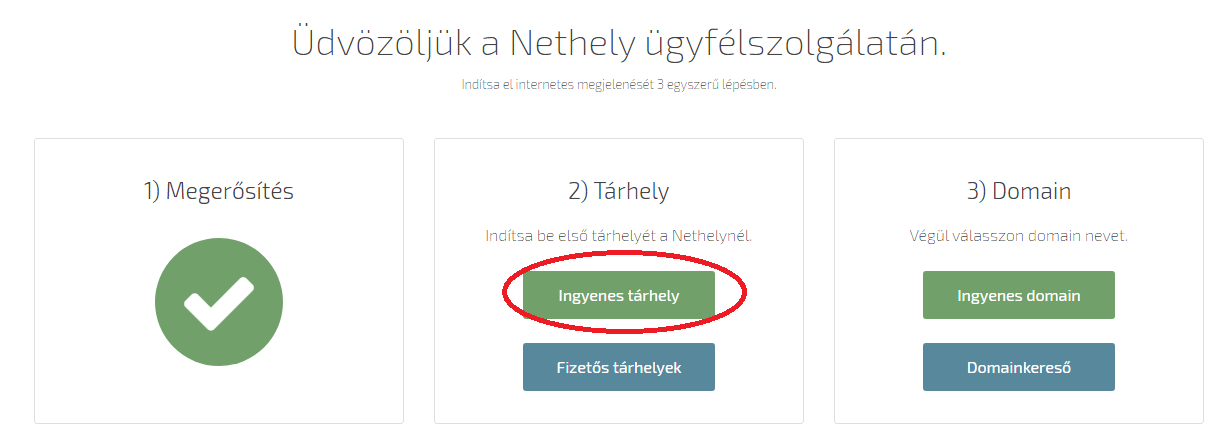 Üdvözöljük a Nethely ügyfélszolgálatán.
Indítsa el internetes megjelenését 3 egyszerű lépésben.
1) Megerősítés
2) Tárhely
Indítsa be első tárhelyét a Nethelynél.
Ingyenes tárhely
Fizetős tárhelyek
3) Domain
Végül válasszon domain nevet.
Ingyenes domain
Domainkereső